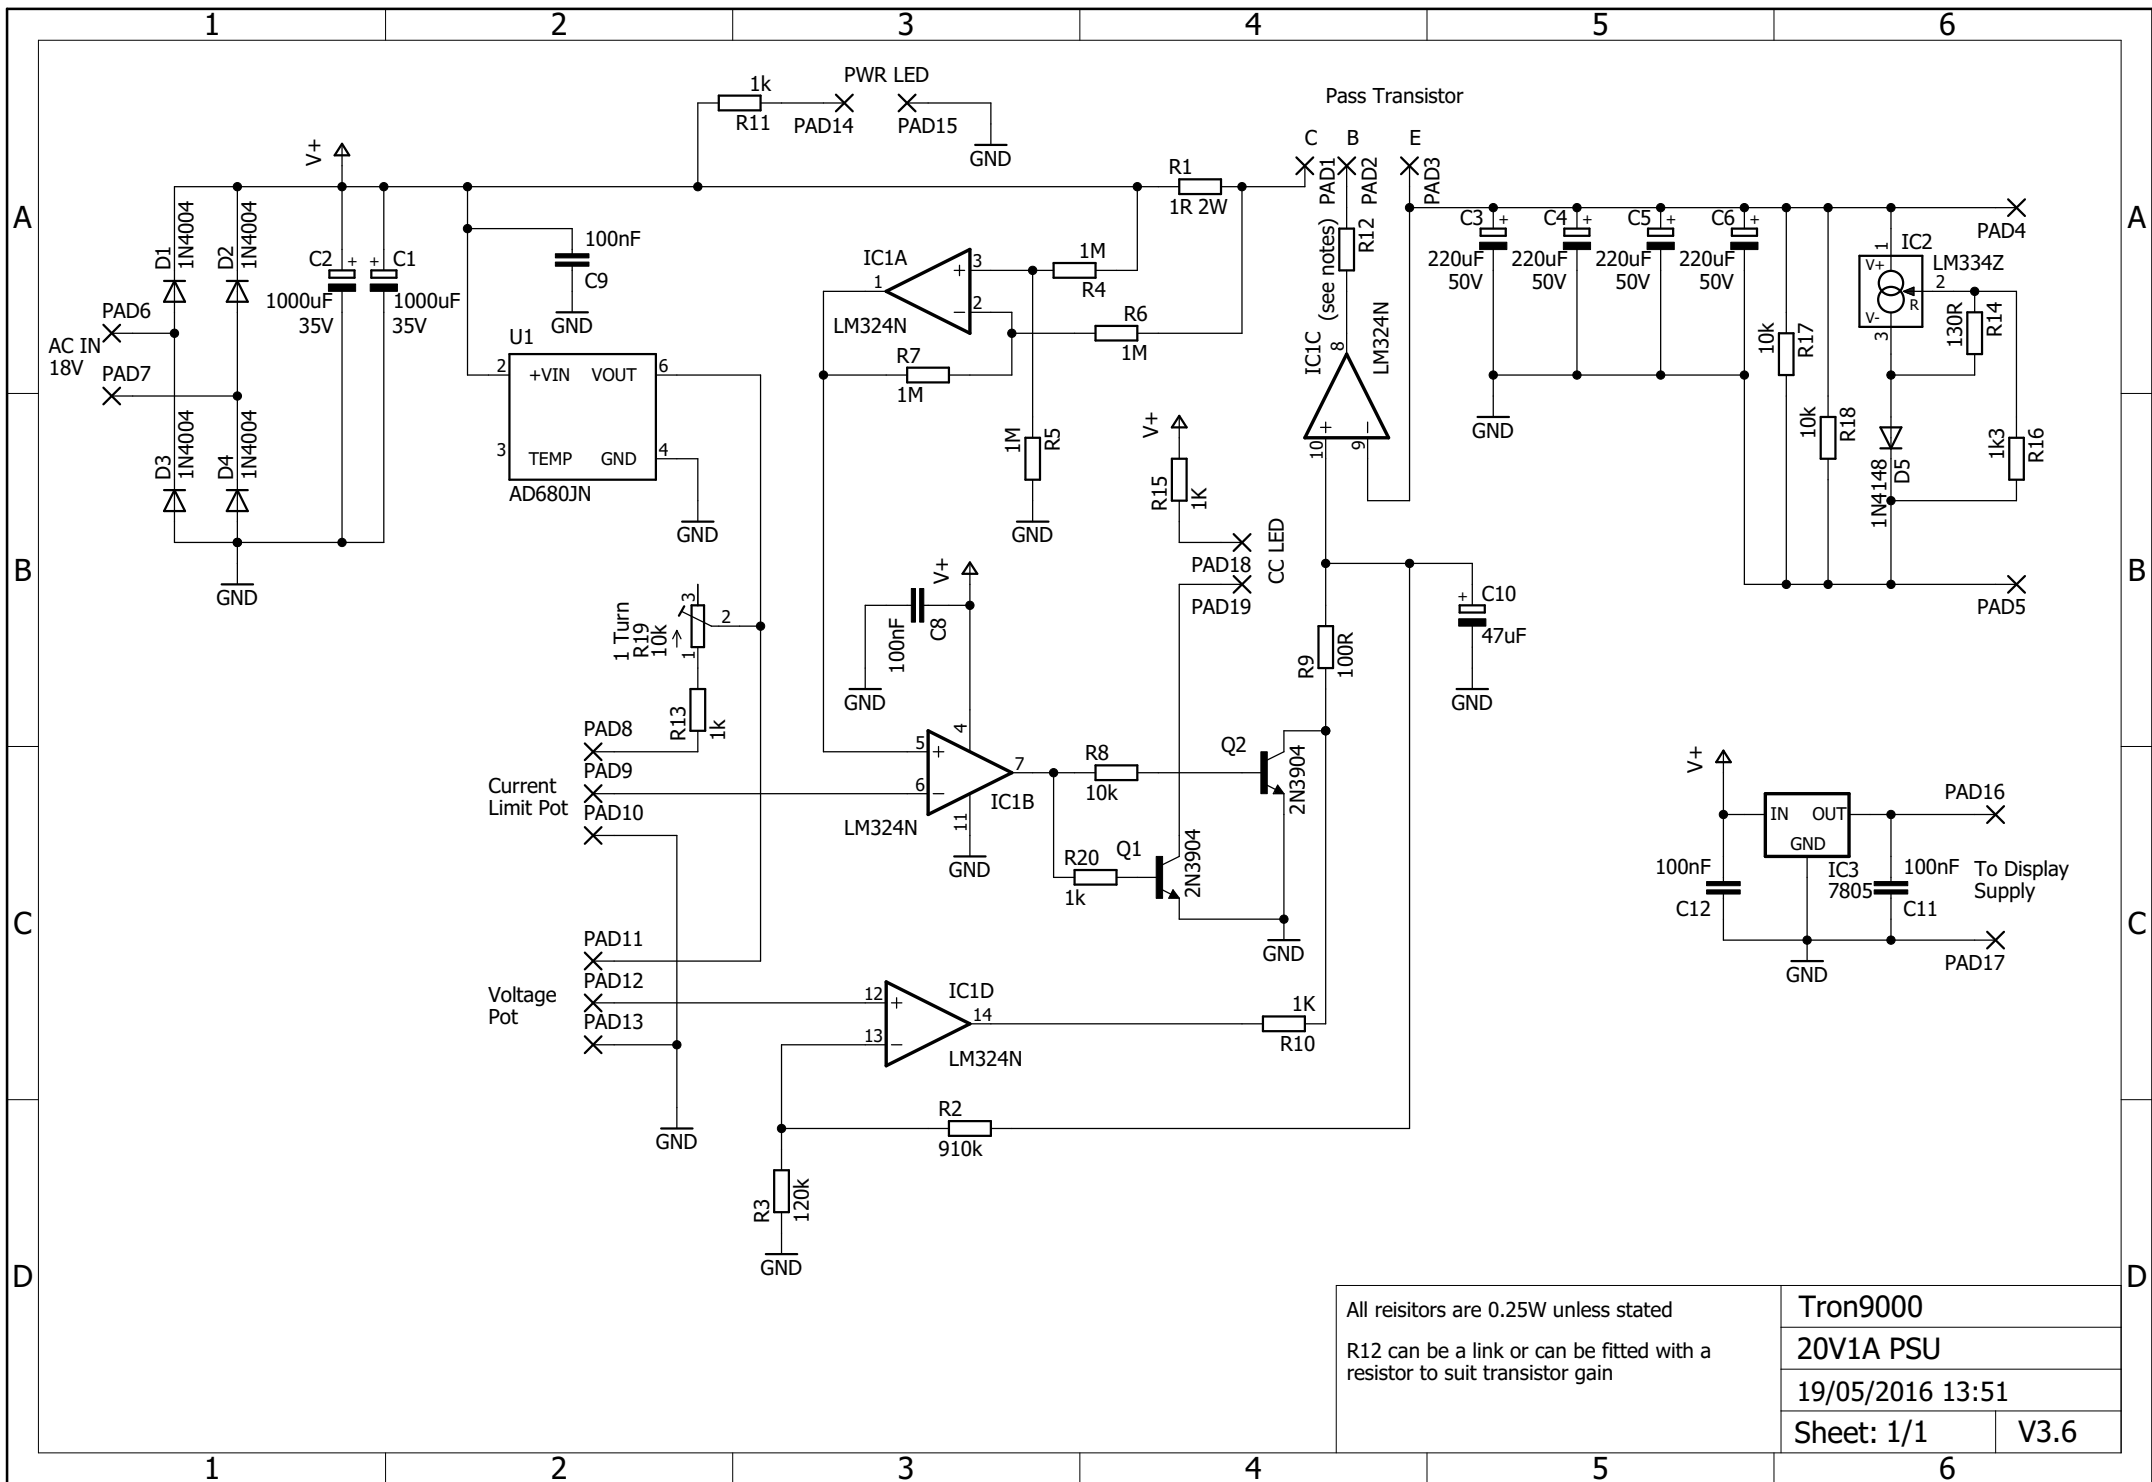 1 2 3 4 5 6
A
B
C
D
A
B
C
D
1 2 3 4 5 6
V+
D1
1N4004
D2
1N4004
D3
1N4004
D4
1N4004
PAD6
AC IN
18V
PAD7
GND
C2
+
1000uF
35V
+
C1
1000uF
35V
1k
R11
PWR LED
PAD14
PAD15
GND
100nF
C9
GND
U1
2
+VIN
VOUT
6
3
TEMP
GND
4
AD680JN
GND
1 Turn
R19
10k
3
2
1
R13
1k
PAD8
PAD9
Current
Limit Pot
PAD10
PAD11
PAD12
Voltage
Pot
PAD13
GND
R1
1R 2W
IC1A
1
+
3
−
2
LM324N
1M
R4
R6
1M
R7
1M
1M
R5
GND
V+
C8
100nF
GND
5
+
6
−
4
11
7
IC1B
LM324N
GND
R8
10k
R20
1k
Q1
2N3904
Q2
2N3904
GND
V+
R15
1K
PAD18
PAD19
CC LED
R9
100R
+
C10
47uF
GND
12
+
13
−
14
IC1D
LM324N
1K
R10
R2
910k
R3
120k
GND
Pass Transistor
C
B
E
PAD1
PAD2
PAD3
R12
(see notes)
IC1C
8
LM324N
10
+
9
−
C3
+
220uF
50V
C4
+
220uF
50V
C5
+
220uF
50V
C6
+
220uF
50V
GND
10k
R17
10k
R18
1
IC2
V+
LM334Z
2
R
V-
3
130R
R14
1k3
R16
1N4148
D5
PAD4
PAD5
V+
IN
OUT
GND
IC3
7805
100nF
C12
100nF
C11
PAD16
To Display
Supply
PAD17
GND
All reisitors are 0.25W unless stated
R12 can be a link or can be fitted with a
resistor to suit transistor gain
Tron9000
20V1A PSU
19/05/2016 13:51
Sheet: 1/1
V3.6